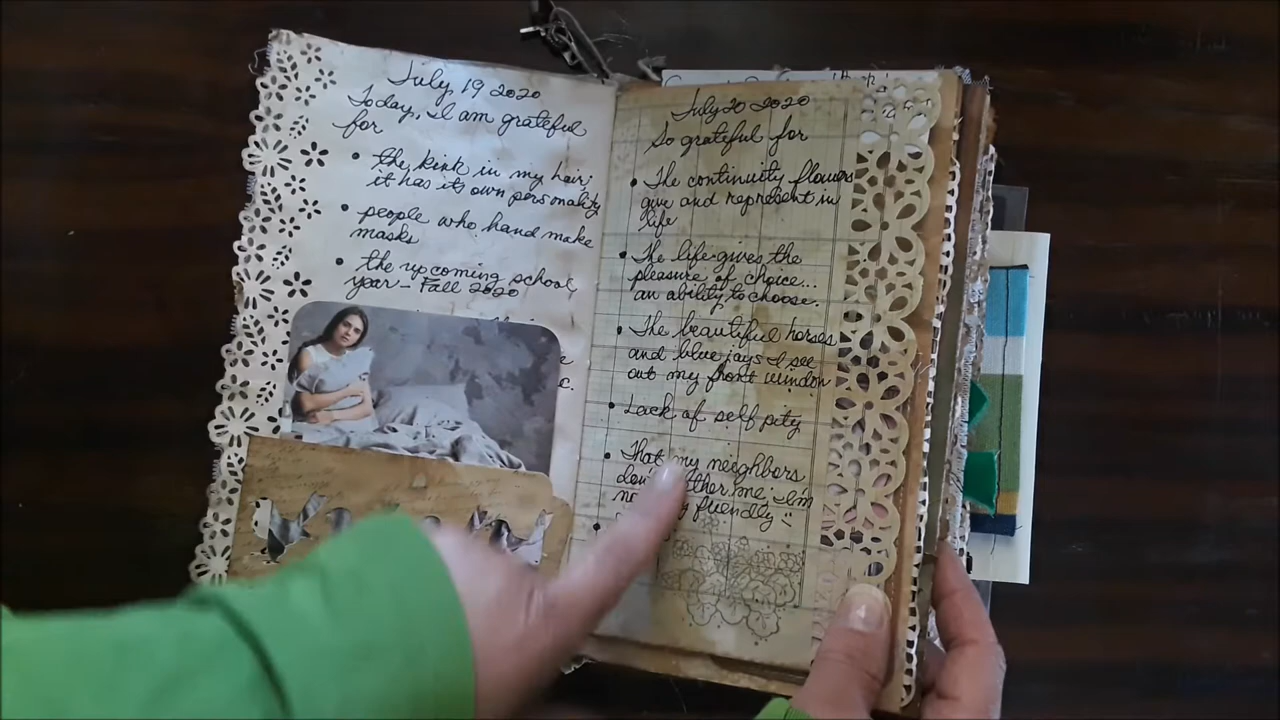 July 19 2020
Today, I am grateful
for
• the kink in my hair;
it has its own personality
• people who hand make
masks
• the upcoming school
year - Fall 2020
July 20 2020
So grateful for
• The continuity flowers
give and represent in
life
• The life gives the
pleasure of choice...
an ability to choose.
• The beautiful horses
and blue jays I see
out my front window
• Lack of self pity
• That my neighbors
me; I'm
friendly